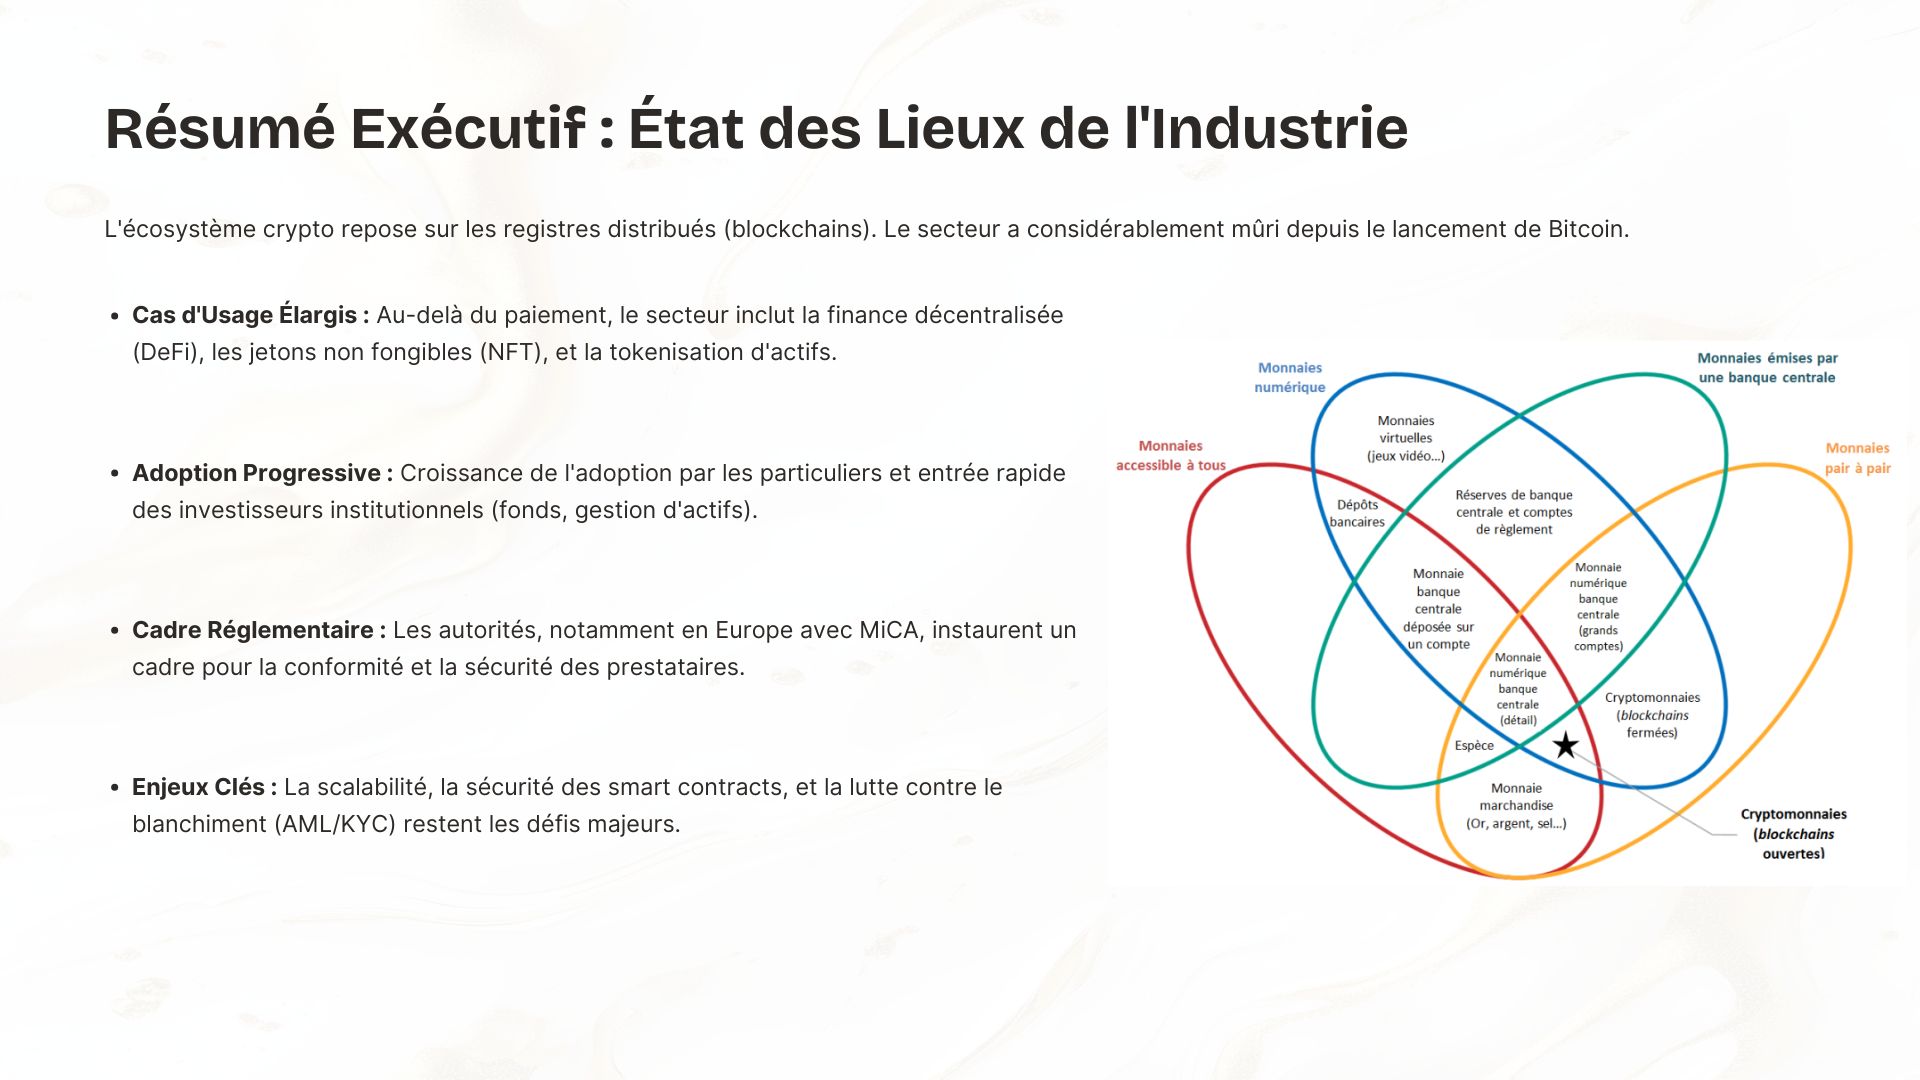 Résumé Exécutif : État des Lieux de l'Industrie
L'écosystème crypto repose sur les registres distribués (blockchains). Le secteur a considérablement mûri depuis le lancement de Bitcoin.
• Cas d'Usage Élargis : Au-delà du paiement, le secteur inclut la finance décentralisée
(DeFi), les jetons non fongibles (NFT), et la tokenisation d'actifs.
• Adoption Progressive : Croissance de l'adoption par les particuliers et entrée rapide
des investisseurs institutionnels (fonds, gestion d'actifs).
• Cadre Réglementaire : Les autorités, notamment en Europe avec MiCA, instaurent un
cadre pour la conformité et la sécurité des prestataires.
• Enjeux Clés : La scalabilité, la sécurité des smart contracts, et la lutte contre le
blanchiment (AML/KYC) restent les défis majeurs.
Monnaies
numérique
Monnaies émises par
une banque centrale
Monnaies
accessible à tous
Monnaies
pair à pair
Monnaies
virtuelles
(jeux vidéo...)
Dépôts
bancaires
Réserves de banque
centrale et comptes
de règlement
Monnaie
banque
centrale
déposée sur
un compte
Monnaie
numérique
banque
centrale
(grands
comptes)
Monnaie
numérique
banque
centrale
(détail)
Cryptomonnaies
(blockchains
fermées)
Espèce
Monnaie
marchandise
(Or, argent, sel...)
Cryptomonnaies
(blockchains
ouvertes)